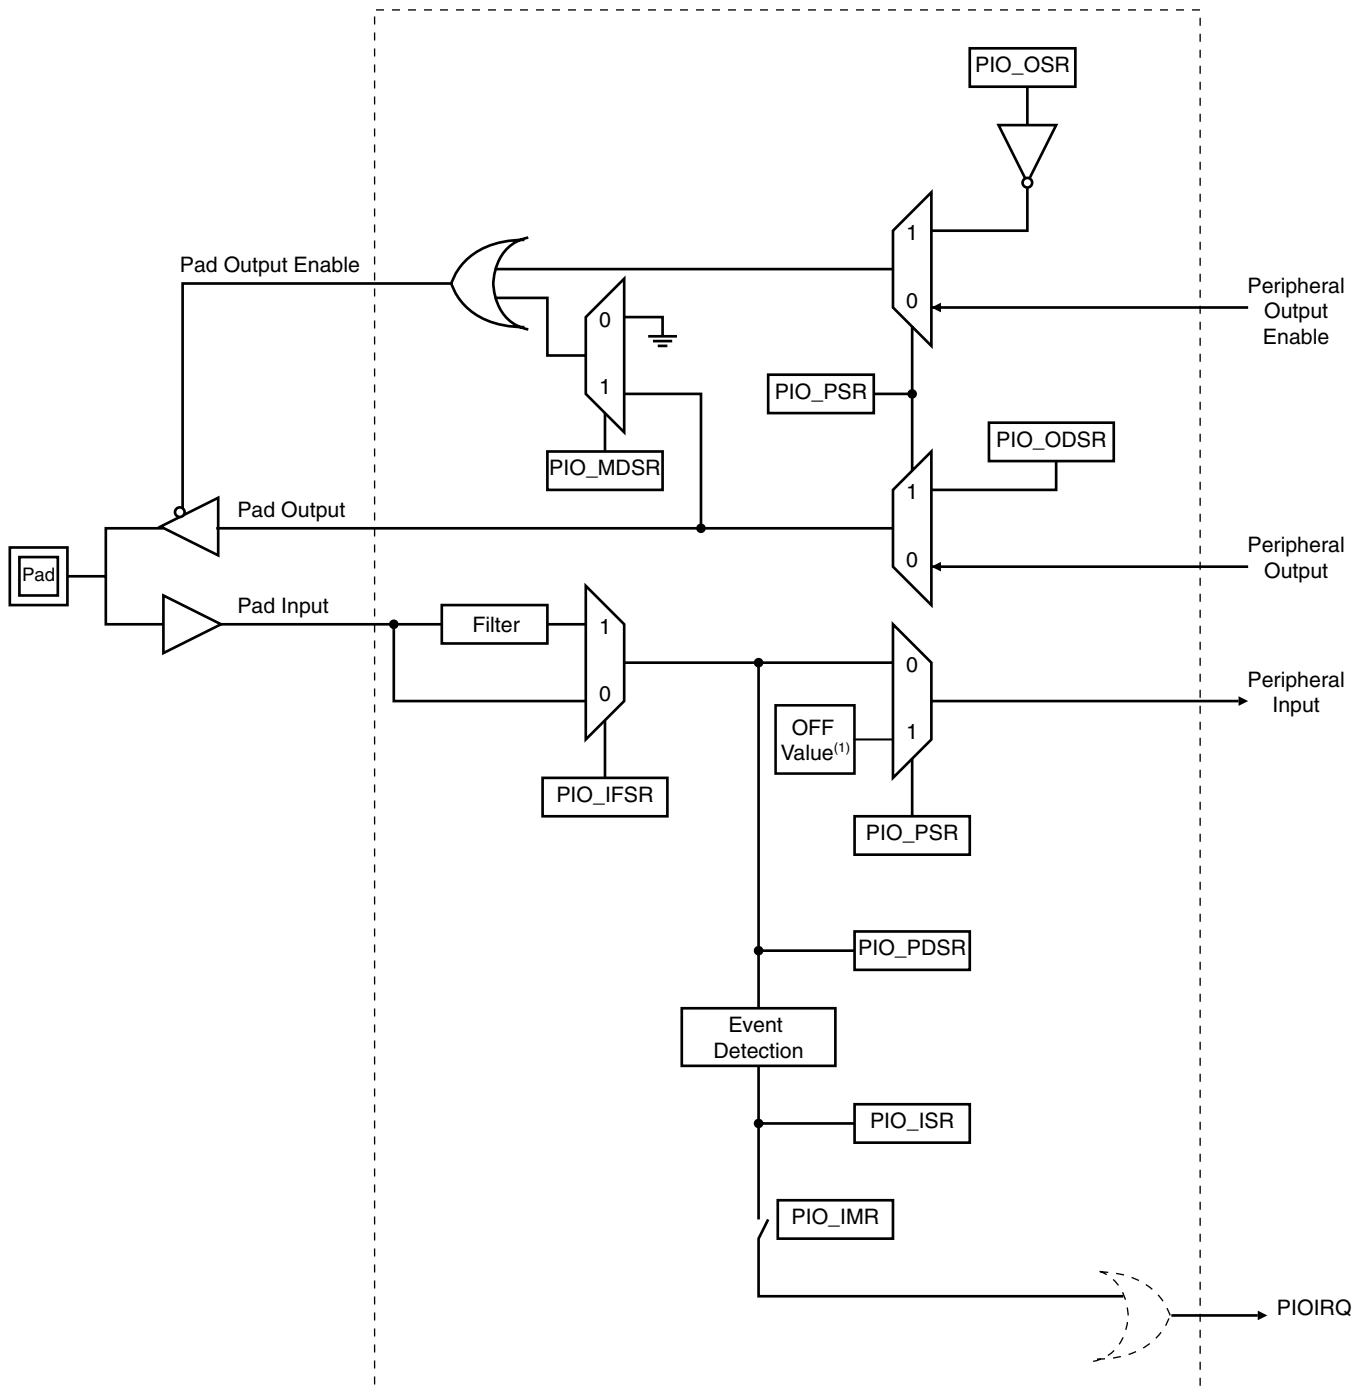 PIO_OSR
1
Pad Output Enable
0
Peripheral
Output
Enable
0
1
PIO_PSR
PIO_MDSR
PIO_ODSR
1
Pad Output
0
Peripheral
Output
Pad
Pad Input
Filter
1
0
0
Peripheral
Input
OFF
Value(1)
1
PIO_IFSR
PIO_PSR
PIO_PDSR
Event
Detection
PIO_ISR
PIO_IMR
PIOIRQ